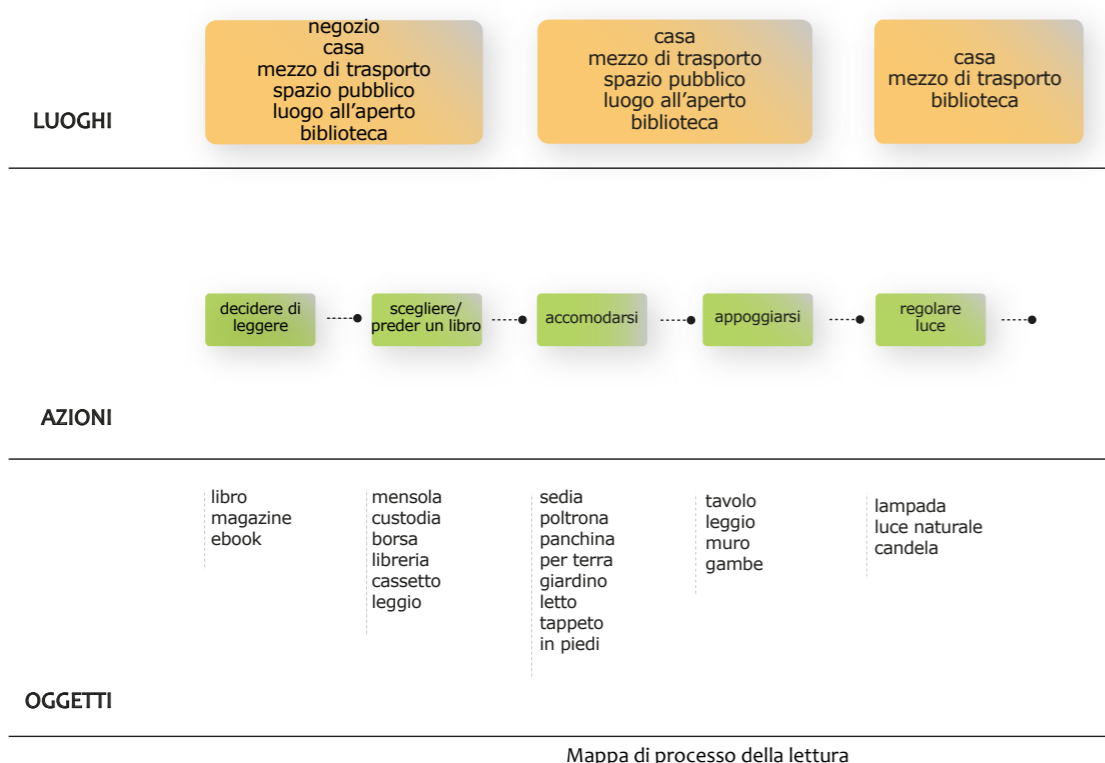 negozio
casa
mezzo di trasporto
spazio pubblico
luogo all'aperto
biblioteca
casa
mezzo di trasporto
spazio pubblico
luogo all'aperto
biblioteca
casa
mezzo di trasporto
biblioteca
LUOGHI
decidere di
leggere
scegliere/
preder un libro
accomodarsi
appoggiarsi
regolare
luce
AZIONI
libro
magazine
ebook
mensola
custodia
borsa
libreria
cassetto
leggio
sedia
poltrona
panchina
per terra
giardino
letto
tappeto
in piedi
tavolo
leggio
muro
gambe
lampada
luce naturale
candela
OGGETTI
Mappa di processo della lettura